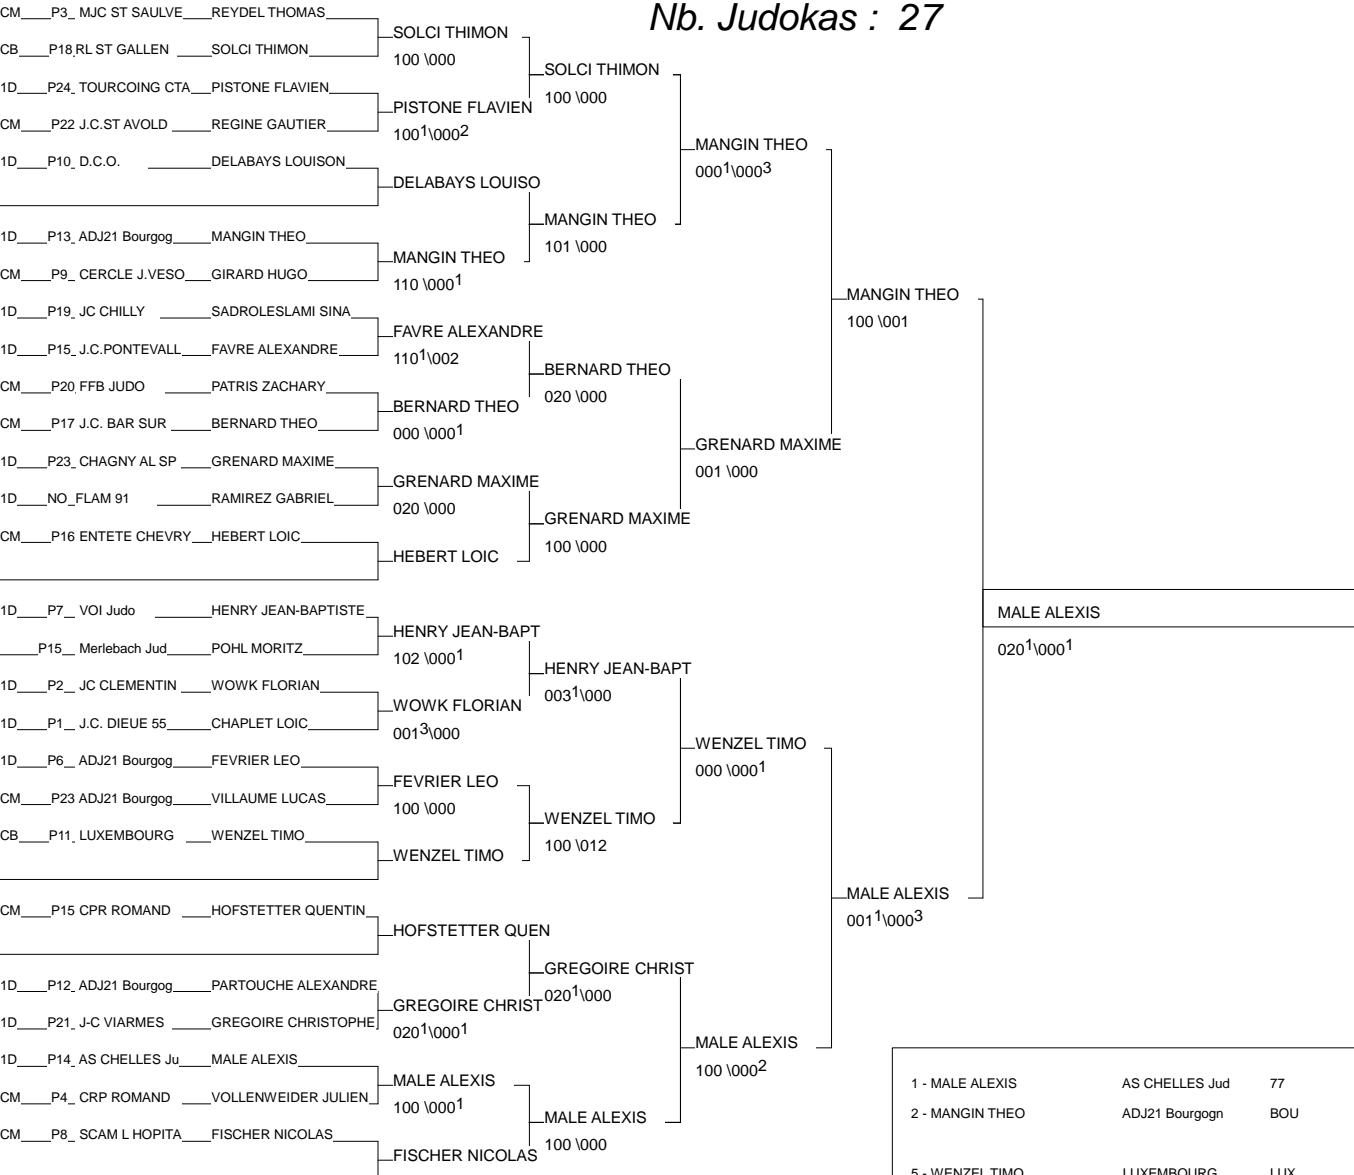 Nb. Judokas : 27
CM P3 MJC ST SAULVE REYDEL THOMAS
CB P18 RL ST GALLEN SOLCI THIMON
1D P24 TOURCOING CTA PISTONE FLAVIEN
CM P22 J.C.ST AVOLD REGINE GAUTIER
1D P10 D.C.O. DELABAYS LOUISON
1D P13 ADJ21 Bourgog MANGIN THEO
CM P9 CERCLE J.VESO GIRARD HUGO
1D P19 JC CHILLY SADROLESLAMI SINA
1D P15 J.C.PONTEVALL FAVRE ALEXANDRE
CM P20 FFB JUDO PATRIS ZACHARY
CM P17 J.C. BAR SUR BERNARD THEO
1D P23 CHAGNY AL SP GRENARD MAXIME
1D NO FLAM 91 RAMIREZ GABRIEL
CM P16 ENTETE CHEVRY HEBERT LOIC
1D P7 VOI Judo HENRY JEAN-BAPTISTE
P15 Merlebach Jud POHL MORITZ
1D P2 JC CLEMENTIN WOWK FLORIAN
1D P1 J.C. DIEUE 55 CHAPLET LOIC
1D P6 ADJ21 Bourgog FEVRIER LEO
CM P23 ADJ21 Bourgog VILLAUME LUCAS
CB P11 LUXEMBOURG WENZEL TIMO
CM P15 CPR ROMAND HOFSTETTER QUENTIN
1D P12 ADJ21 Bourgog PARTOUCHE ALEXANDRE
1D P21 J-C VIARMES GREGOIRE CHRISTOPHE
1D P14 AS CHELLES Ju MALE ALEXIS
CM P4 CRP ROMAND VOLLENWEIDER JULIEN
CM P8 SCAM L HOPITA FISCHER NICOLAS
SOLCI THIMON
100 \000
PISTONE FLAVIEN
100¹\000²
DELABAYS LOUISO
MANGIN THEO
110 \000¹
FAVRE ALEXANDRE
110¹\002
BERNARD THEO
000 \000¹
GRENARD MAXIME
020 \000
HEBERT LOIC
HENRY JEAN-BAPT
102 \000¹
WOWK FLORIAN
001³\000
FEVRIER LEO
100 \000
WENZEL TIMO
HOFSTETTER QUEN
GREGOIRE CHRIST
020¹\000¹
MALE ALEXIS
100 \000¹
FISCHER NICOLAS
SOLCI THIMON
100 \000
MANGIN THEO
101 \000
BERNARD THEO
020 \000
GRENARD MAXIME
100 \000
HENRY JEAN-BAPT
003¹\000
WENZEL TIMO
100 \012
GREGOIRE CHRIST
020¹\000
MALE ALEXIS
100 \000
MANGIN THEO
000¹\000³
GRENARD MAXIME
001 \000
WENZEL TIMO
000 \000¹
MALE ALEXIS
100 \000²
MANGIN THEO
100 \001
MALE ALEXIS
001¹\000³
MALE ALEXIS
020¹\000¹
1 - MALE ALEXIS AS CHELLES Jud 77
2 - MANGIN THEO ADJ21 Bourgogn BOU
5 - WENZEL TIMO LUXEMBOURG LUX